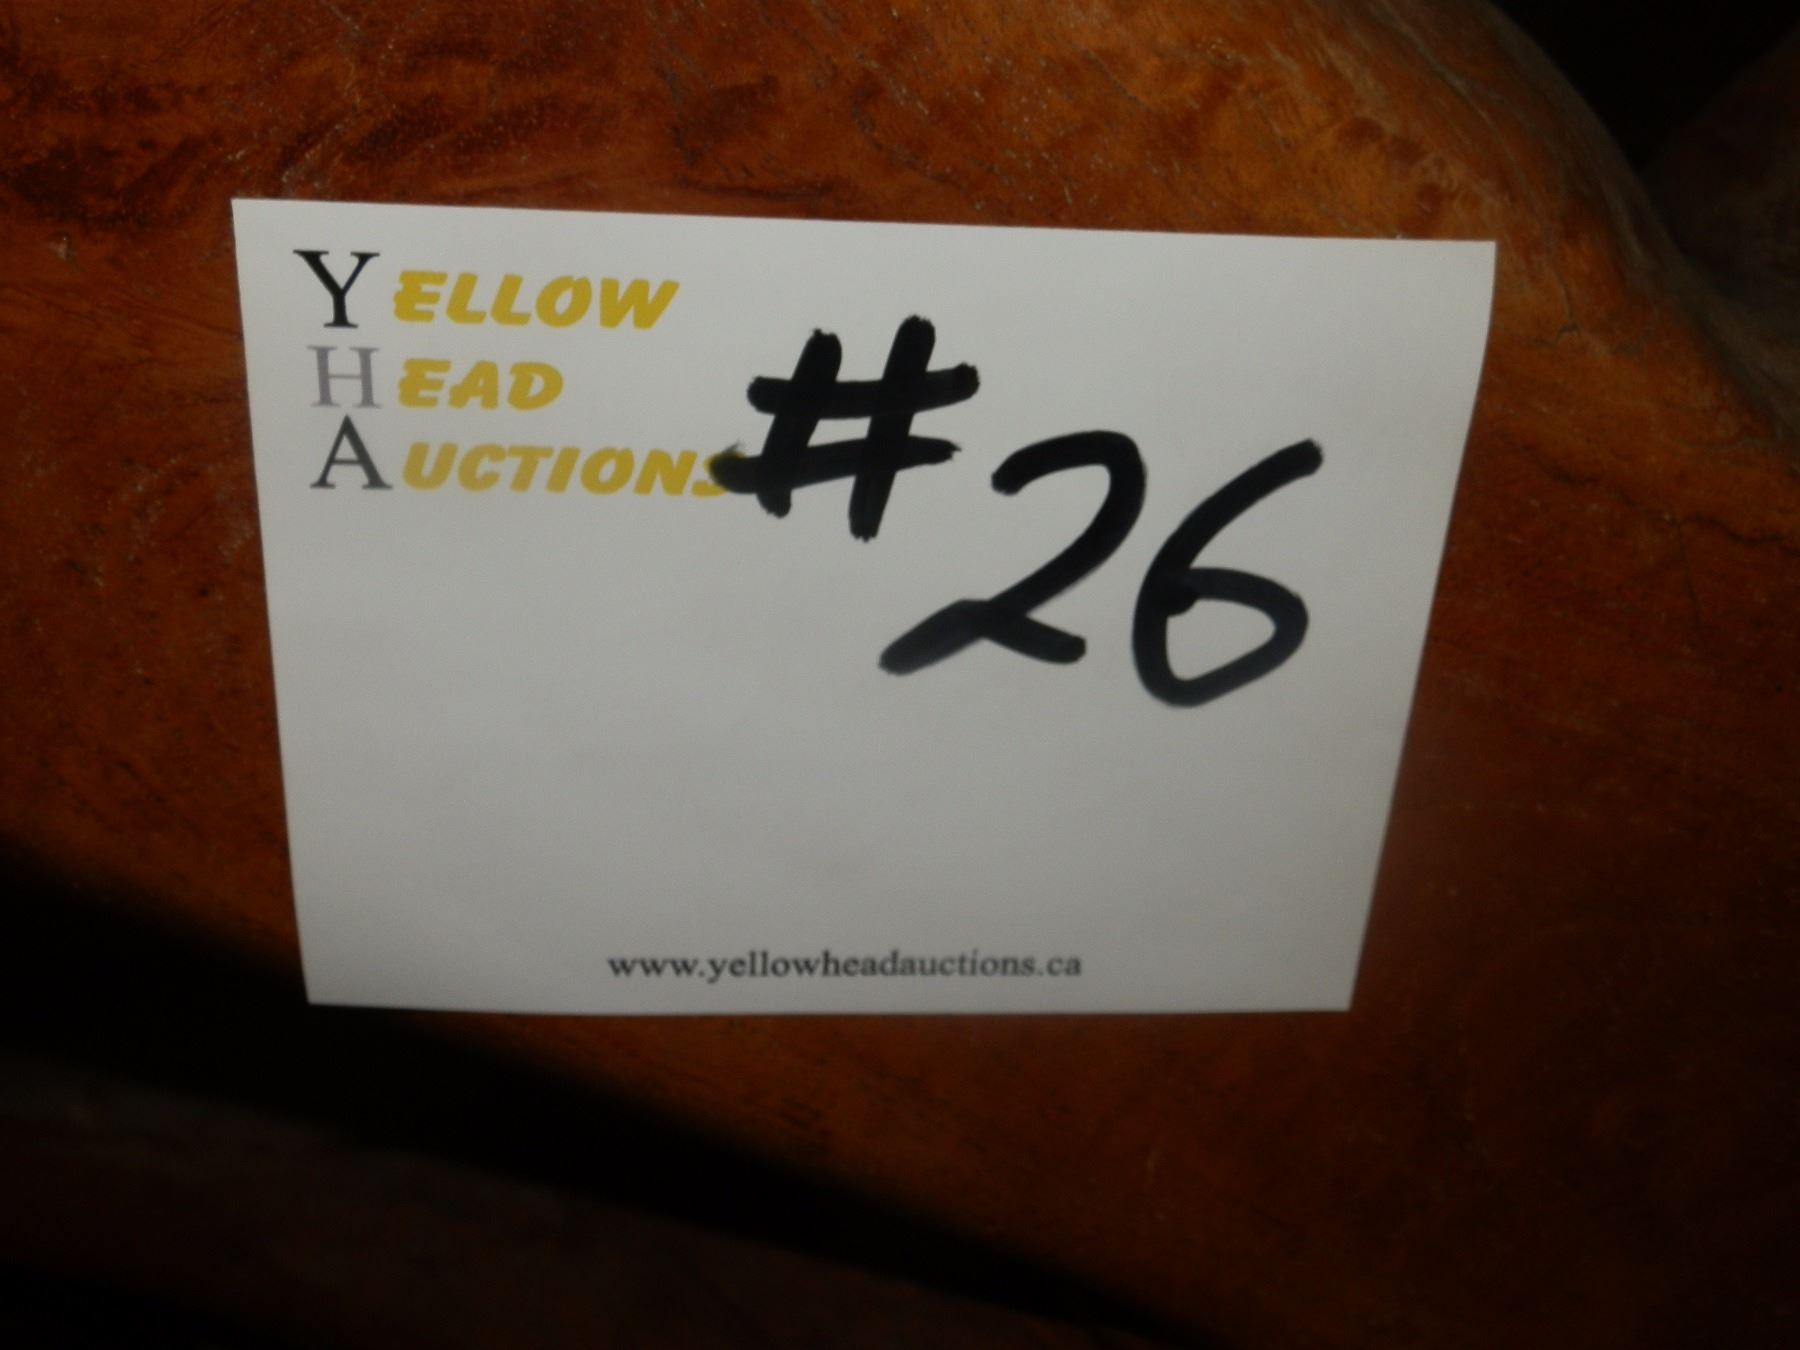 YELLOW
HEAD
AUCTIONS
#26
www.yellowheadauctions.ca